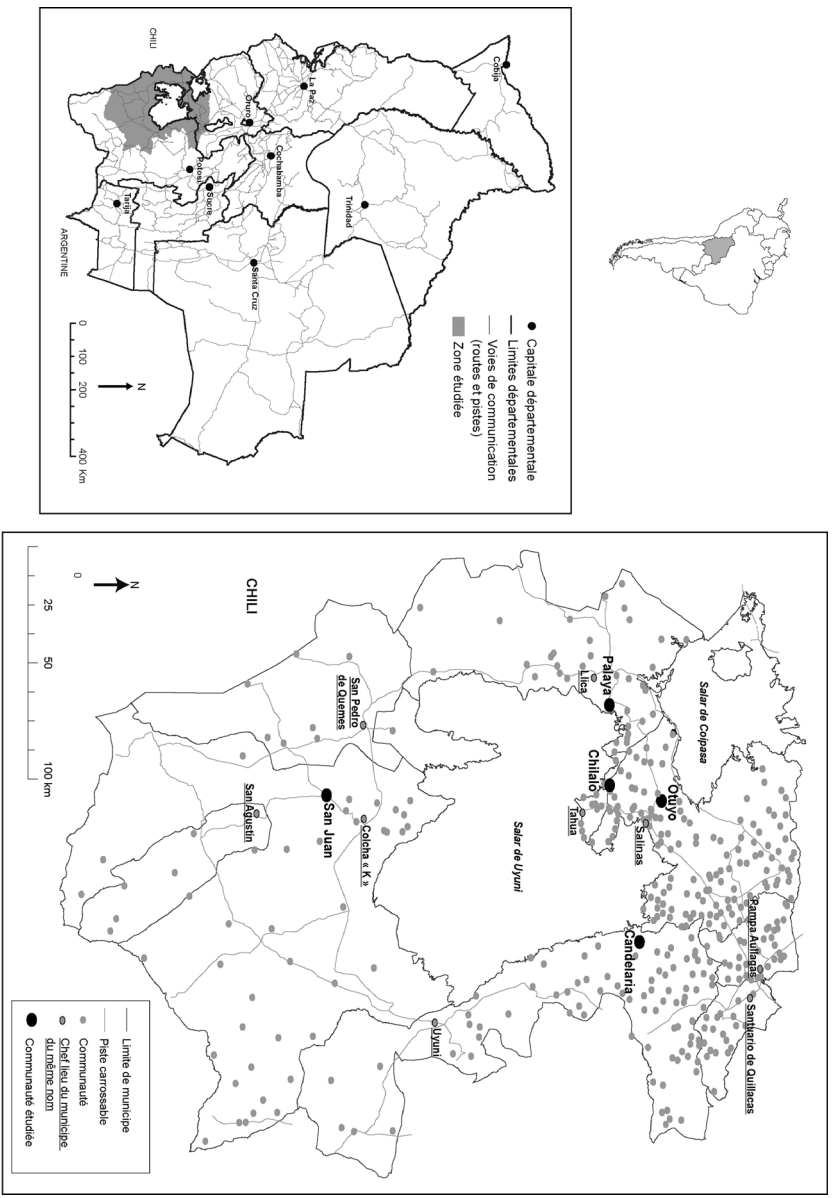 CHILI
Cobija
La Paz
Oruro
Cochabamba
Potosi
Sucre
Tarija
Trinidad
Santa Cruz
ARGENTINE
0
100
200
400 Km
N
Capitale départementale
Limites départementales
Voies de communication
(routes et pistes)
Zone étudiée
Salar de Coipasa
Palaya
Llica
Otuyo
Chilalo
Salinas
Tahua
Pampa Aullagas
Santuario de Quillacas
Candelaria
Salar de Uyuni
Uyuni
San Pedro
de Quemes
Colcha « K »
San Juan
San Agustin
CHILI
N
0
25
50
100 km
Limite de municipe
Piste carrossable
Communauté
Chef lieu du municipe
du même nom
Communauté étudiée